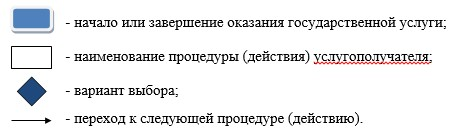 - начало или завершение оказания государственной услуги;
- наименование процедуры (действия) услугополучателя;
- вариант выбора;
- переход к следующей процедуре (действию).